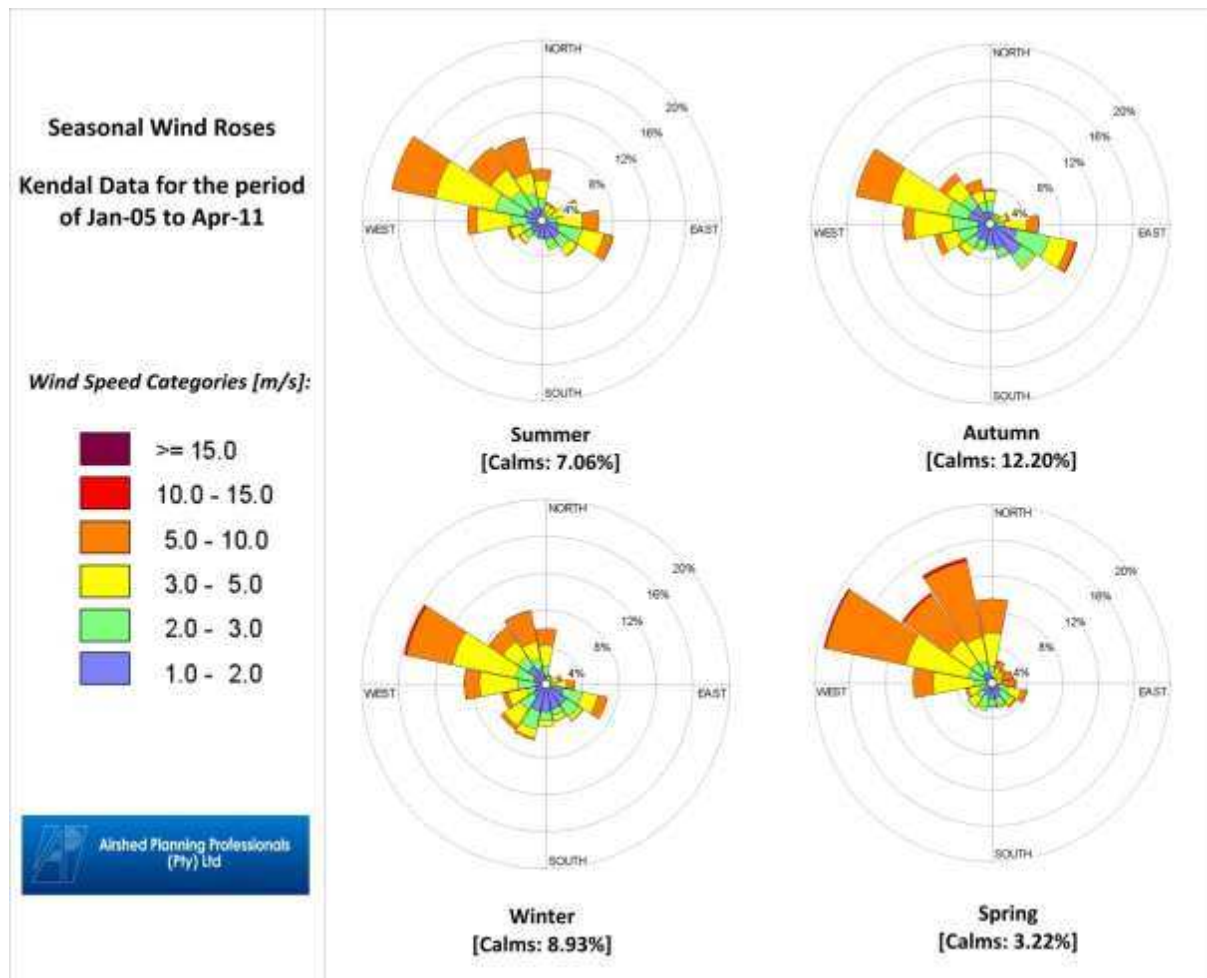 Seasonal Wind Roses
Kendal Data for the period
of Jan-05 to Apr-11
Wind Speed Categories [m/s]:
>= 15.0
10.0 - 15.0
5.0 - 10.0
3.0 - 5.0
2.0 - 3.0
1.0 - 2.0
Airshed Planning Professionals
(Pty) Ltd
NORTH
20%
16%
12%
8%
4%
WEST
EAST
SOUTH
Summer
[Calms: 7.06%]
NORTH
20%
16%
12%
8%
4%
WEST
EAST
SOUTH
Autumn
[Calms: 12.20%]
NORTH
20%
16%
12%
8%
4%
WEST
EAST
SOUTH
Winter
[Calms: 8.93%]
NORTH
20%
16%
12%
8%
4%
WEST
EAST
SOUTH
Spring
[Calms: 3.22%]